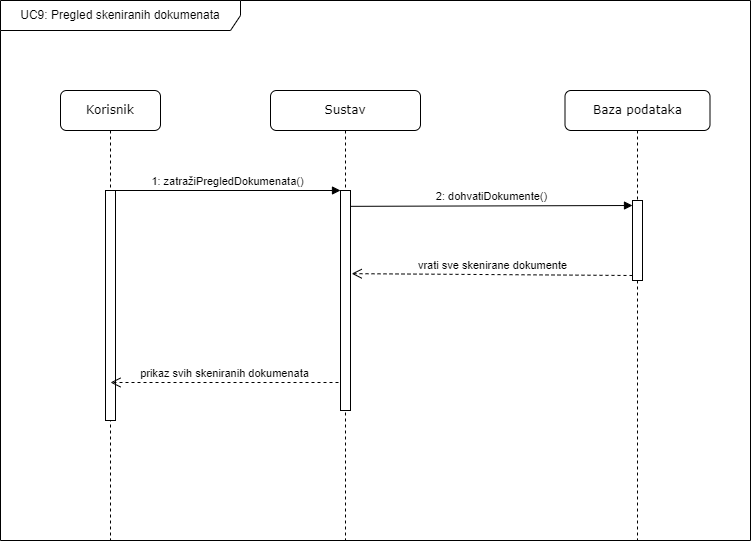 UC9: Pregled skeniranih dokumenata
Korisnik
Sustav
Baza podataka
1: zatražiPregledDokumenata()
2: dohvatiDokumente()
vrati sve skenirane dokumente
prikaz svih skeniranih dokumenata